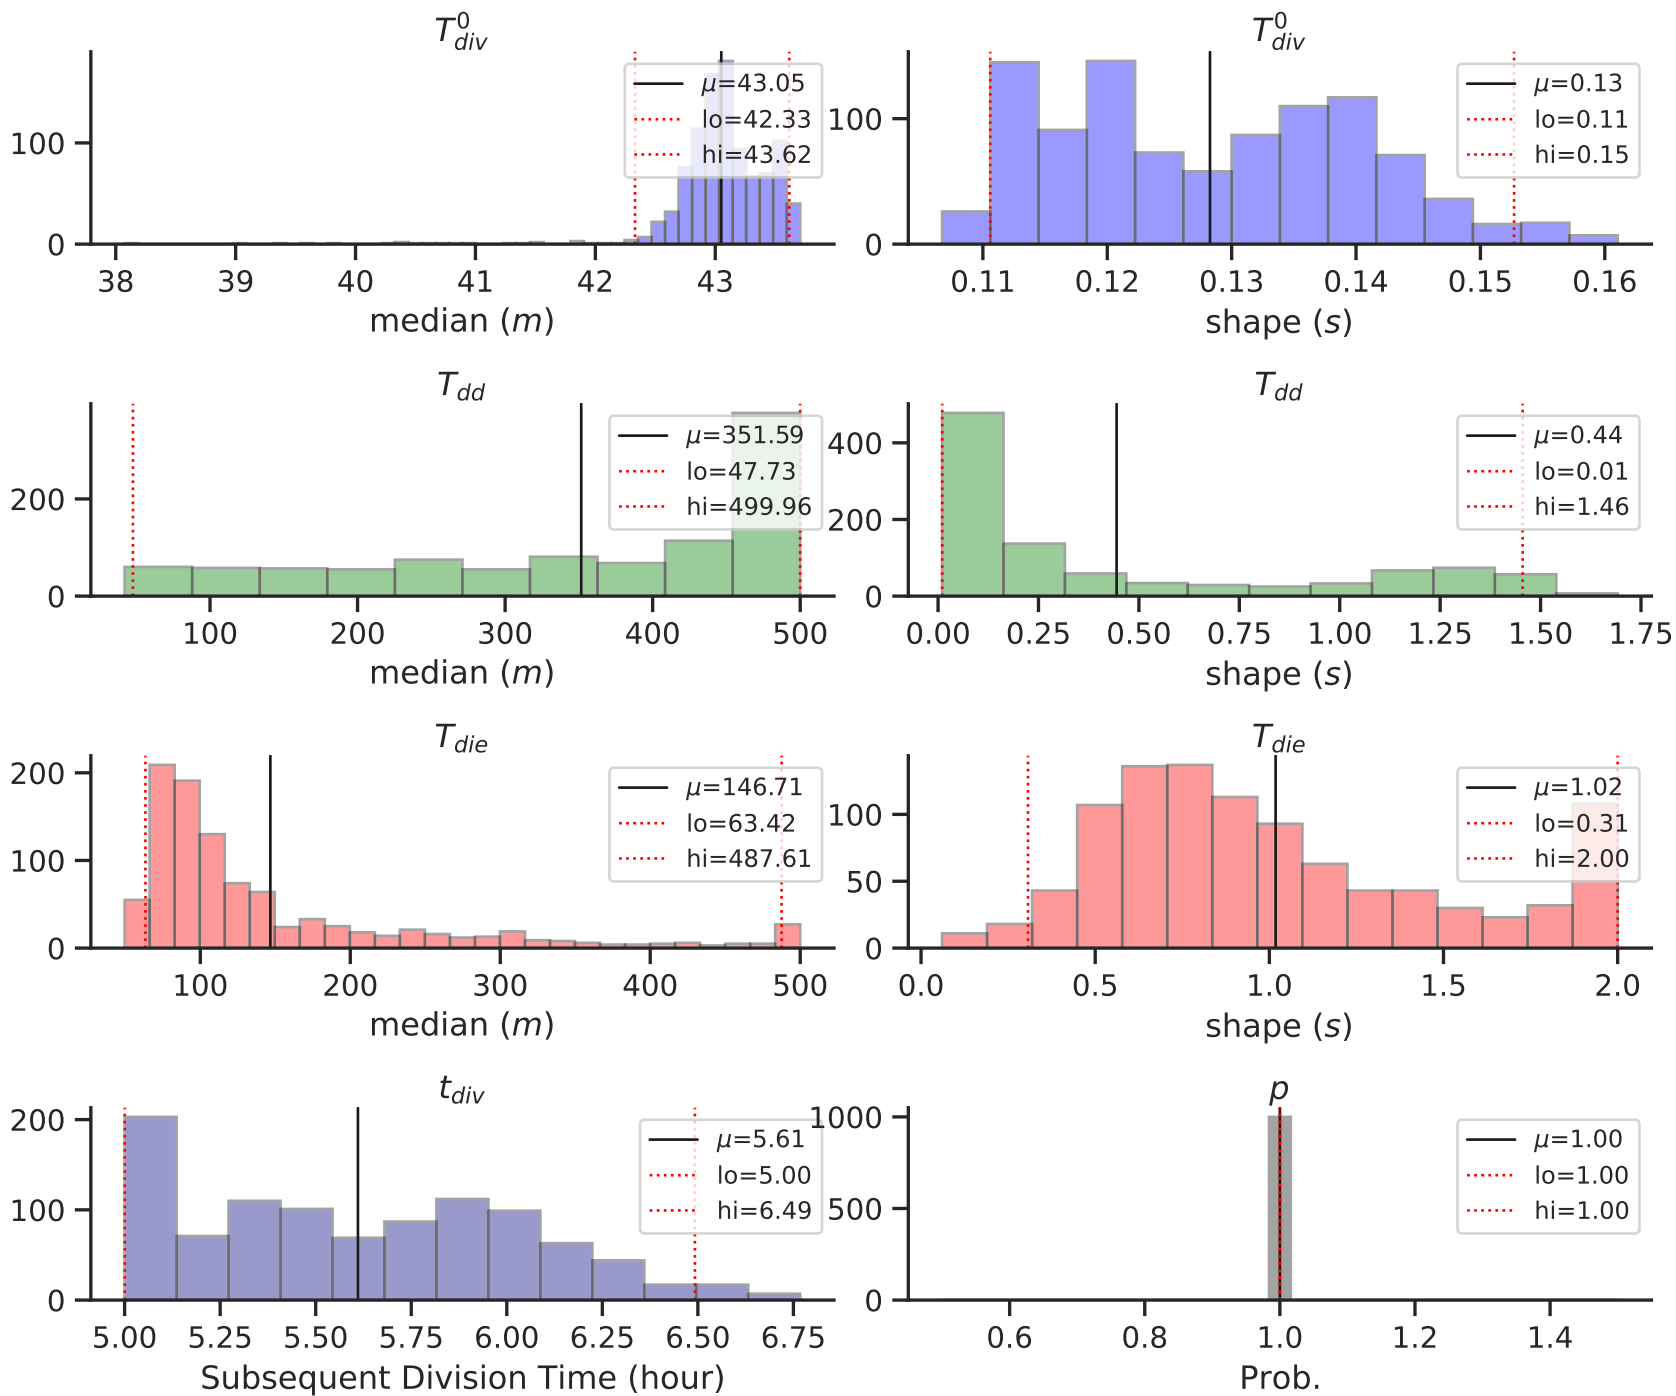 T⁰div
μ=43.05
lo=42.33
hi=43.62
100
0
38 39 40 41 42 43
median (m)
T⁰div
μ=0.13
lo=0.11
hi=0.15
100
0
0.11 0.12 0.13 0.14 0.15 0.16
shape (s)
Tdd
μ=351.59
lo=47.73
hi=499.96
200
0
100 200 300 400 500
median (m)
Tdd
μ=0.44
lo=0.01
hi=1.46
400
200
0
0.00 0.25 0.50 0.75 1.00 1.25 1.50 1.75
shape (s)
Tdie
μ=146.71
lo=63.42
hi=487.61
200
100
0
100 200 300 400 500
median (m)
Tdie
μ=1.02
lo=0.31
hi=2.00
100
50
0
0.0 0.5 1.0 1.5 2.0
shape (s)
tdiv
μ=5.61
lo=5.00
hi=6.49
200
100
0
5.00 5.25 5.50 5.75 6.00 6.25 6.50 6.75
Subsequent Division Time (hour)
p
μ=1.00
lo=1.00
hi=1.00
1000
500
0
0.6 0.8 1.0 1.2 1.4
Prob.